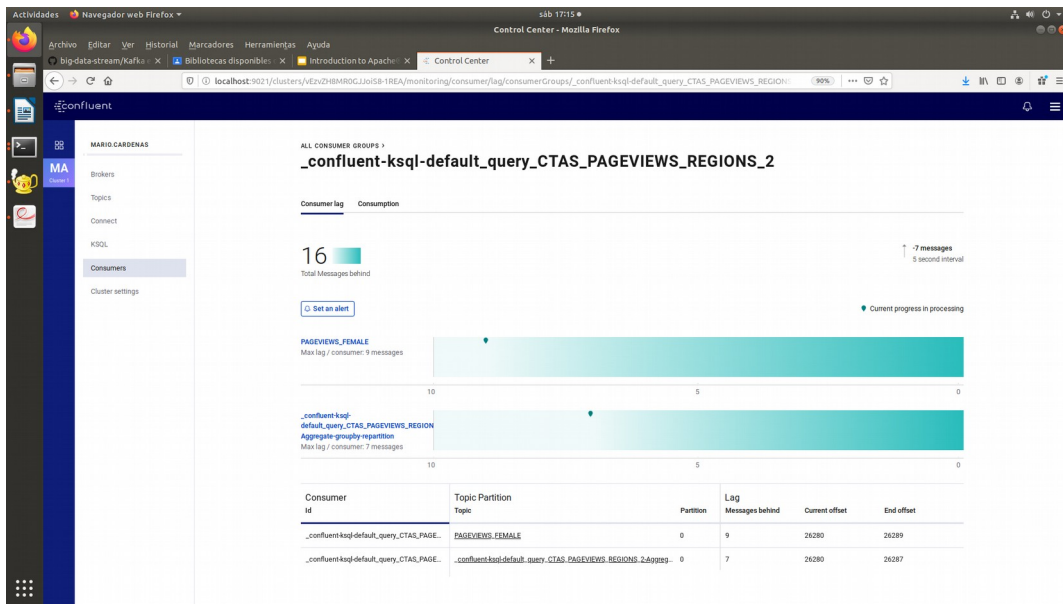 Actividades Navegador web Firefox sáb 17:15
Control Center - Mozilla Firefox
Archivo Editar Ver Historial Marcadores Herramientas Ayuda
big-data-stream/Kafka Bibliotecas disponibles Introduction to Apache Control Center
localhost:9021/clusters/vEzvZH8MR0GJJoiS8-1REA/monitoring/consumer/lag/consumerGroups/_confluent-ksql-default_query_CTAS_PAGEVIEWS_REGION 90%
confluent
MARIO.CARDENAS
MA
Cluster 1
Brokers
Topics
Connect
KSQL
Consumers
Cluster settings
ALL CONSUMER GROUPS >
_confluent-ksql-default_query_CTAS_PAGEVIEWS_REGIONS_2
Consumer lag Consumption
16
Total Messages behind
-7 messages
5 second interval
Set an alert
Current progress in processing
PAGEVIEWS_FEMALE
Max lag / consumer: 9 messages
10 5 0
_confluent-ksql-
default_query_CTAS_PAGEVIEWS_REGION
Aggregate-groupby-repartition
Max lag / consumer: 7 messages
10 5 0
Consumer Topic Partition Lag
Id Topic Partition Messages behind Current offset End offset
_confluent-ksql-default_query_CTAS_PAGE... PAGEVIEWS_FEMALE 0 9 26280 26289
_confluent-ksql-default_query_CTAS_PAGE... _confluent-ksql-default_query_CTAS_PAGEVIEWS_REGIONS_2-Aggreg... 0 7 26280 26287